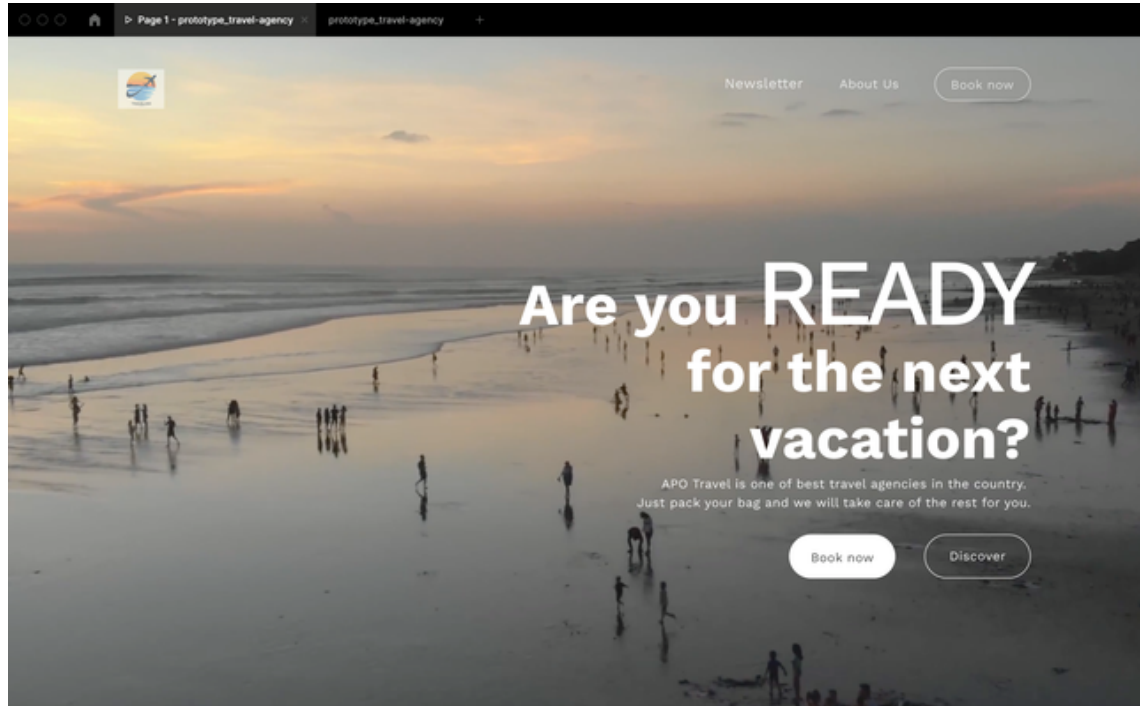 Page 1 - prototype_travel-agency
prototype_travel-agency
Newsletter
About Us
Book now
Are you READY
for the next
vacation?
APO Travel is one of best travel agencies in the country.
Just pack your bag and we will take care of the rest for you.
Book now
Discover